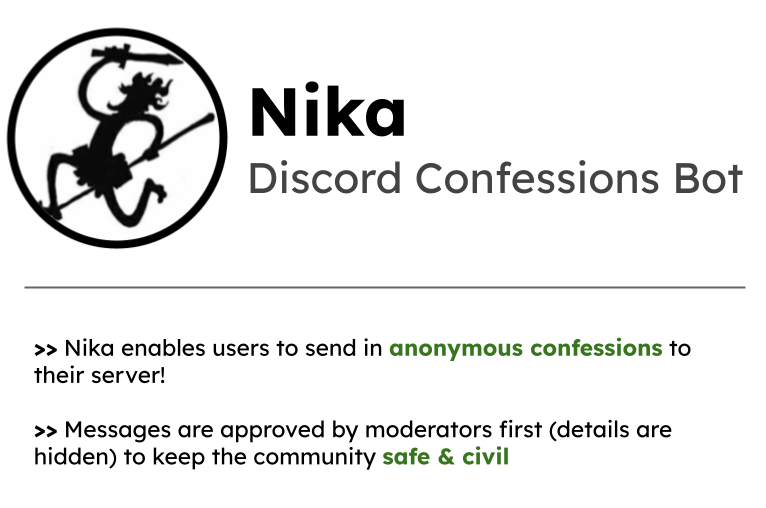 Nika
Discord Confessions Bot
>> Nika enables users to send in anonymous confessions to
their server!
>> Messages are approved by moderators first (details are
hidden) to keep the community safe & civil